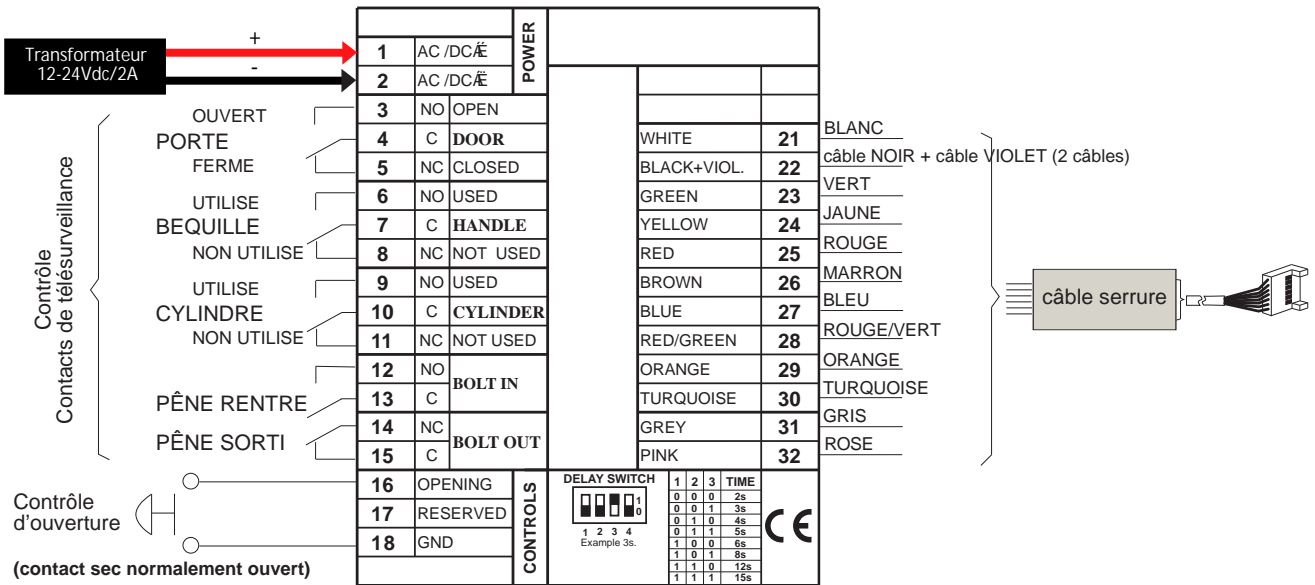 Transformateur
12-24Vdc/2A
+
-
POWER
1 AC /DCÆË
2 AC /DCÆË
3 NO OPEN
4 C DOOR
5 NC CLOSED
6 NO USED
7 C HANDLE
8 NC NOT USED
9 NO USED
10 C CYLINDER
11 NC NOT USED
12 NO
13 C
BOLT IN
14 NC
15 C
BOLT OUT
16 OPENING
17 RESERVED
18 GND
CONTROLS
Contrôle
Contacts de télésurveillance
OUVERT
PORTE
FERME
UTILISE
BEQUILLE
NON UTILISE
UTILISE
CYLINDRE
NON UTILISE
PÊNE RENTRE
PÊNE SORTI
Contrôle
d'ouverture
(contact sec normalement ouvert)
WHITE 21 BLANC
BLACK+VIOL. 22 câble NOIR + câble VIOLET (2 câbles)
GREEN 23 VERT
YELLOW 24 JAUNE
RED 25 ROUGE
BROWN 26 MARRON
BLUE 27 BLEU
RED/GREEN 28 ROUGE/VERT
ORANGE 29 ORANGE
TURQUOISE 30 TURQUOISE
GREY 31 GRIS
PINK 32 ROSE
câble serrure
DELAY SWITCH
1
0
1 2 3 4
Example 3s.
1 2 3 TIME
0 0 0 2s
0 0 1 3s
0 1 0 4s
0 1 1 5s
1 0 0 6s
1 0 1 8s
1 1 0 12s
1 1 1 15s
CE